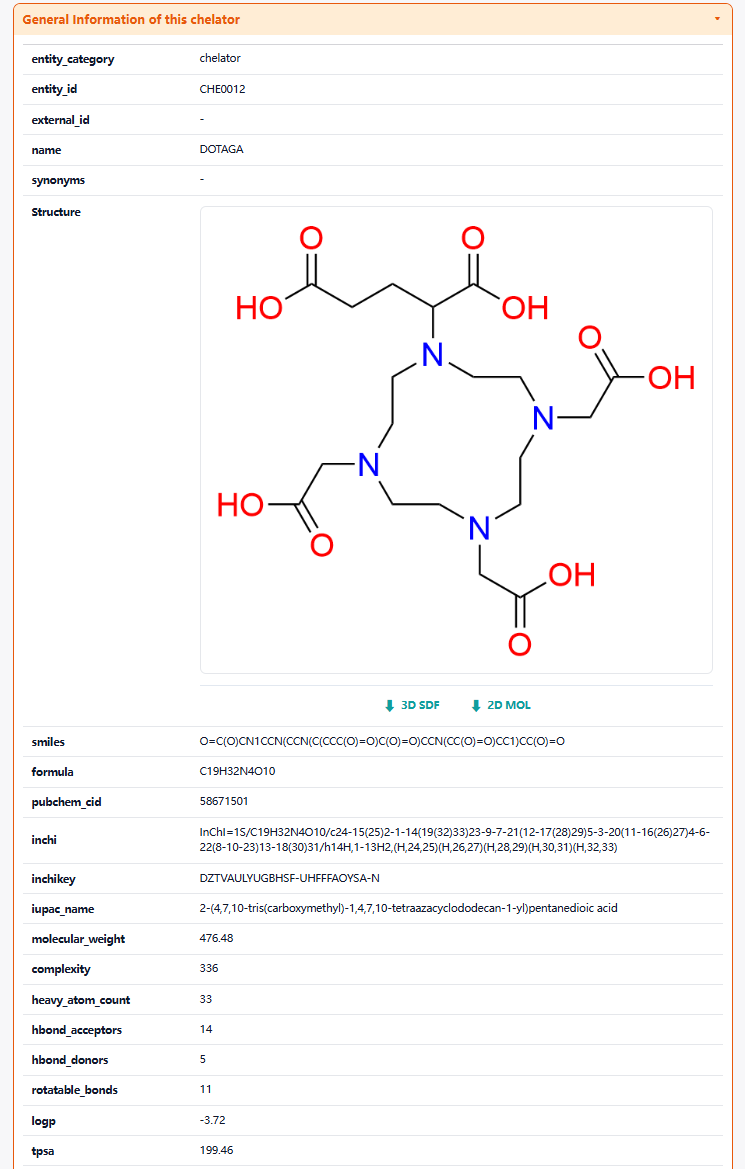 General Information of this chelator
entity_category chelator
entity_id CHE0012
external_id -
name DOTAGA
synonyms -
Structure
O O
HO OH
O
N OH
N
N
HO
N
O OH
O
3D SDF 2D MOL
smiles O=C(O)CN1CCN(CCN(C(CCC(O)=O)C(O)=O)CCN(CC(O)=O)CC1)CC(O)=O
formula C19H32N4O10
pubchem_cid 58671501
inchi InChI=1S/C19H32N4O10/c24-15(25)2-1-14(19(32)33)23-9-7-21(12-17(28)29)5-3-20(11-16(26)27)4-6-
22(8-10-23)13-18(30)31/h14H,1-13H2,(H,24,25)(H,26,27)(H,28,29)(H,30,31)(H,32,33)
inchikey DZTVAULYUGBHSF-UHFFFAOYSA-N
iupac_name 2-(4,7,10-tris(carboxymethyl)-1,4,7,10-tetraazacyclododecan-1-yl)pentanedioic acid
molecular_weight 476.48
complexity 336
heavy_atom_count 33
hbond_acceptors 14
hbond_donors 5
rotatable_bonds 11
logp -3.72
tpsa 199.46